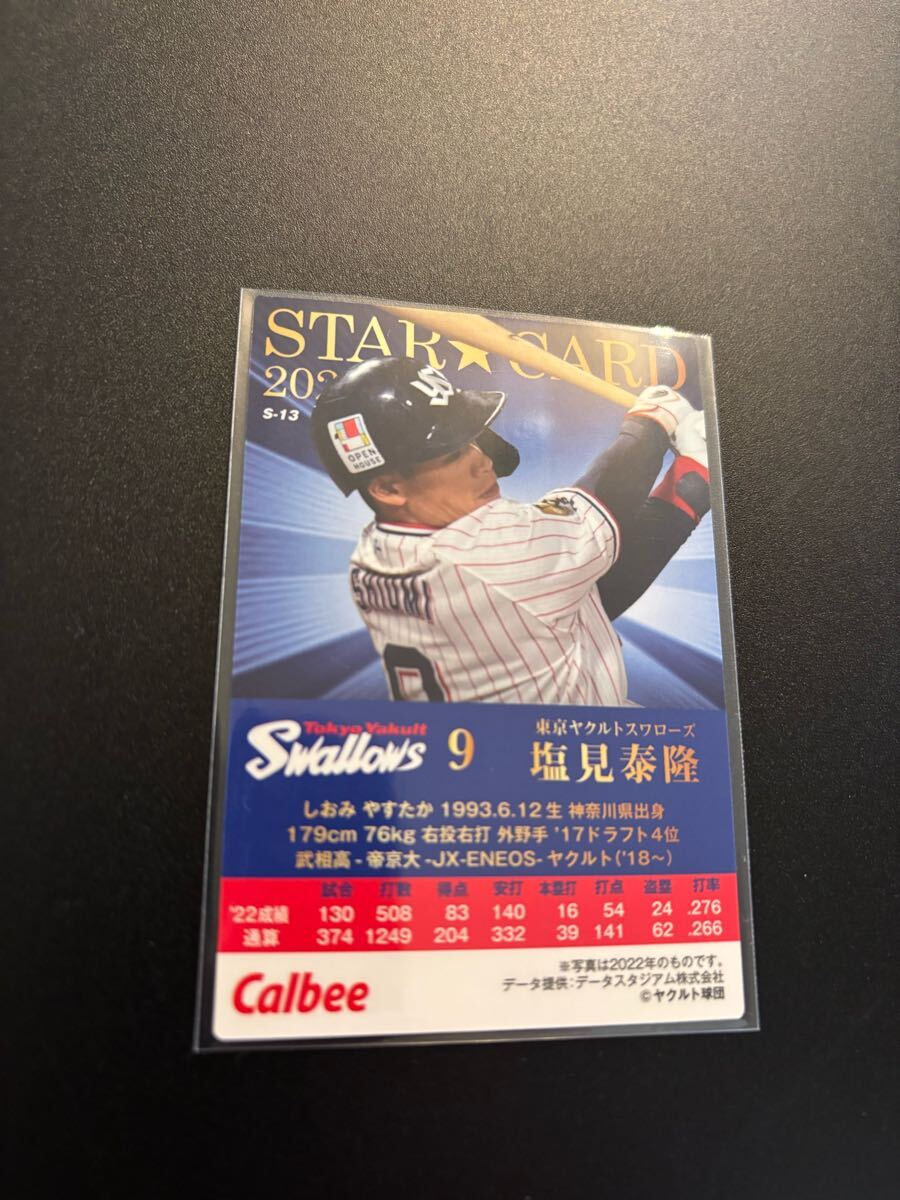 STAR★CARD
202
S-13
OPEN
HOUSE
SHIOMI
9
Tokyo Yakult
Swallows
9
東京ヤクルトスワローズ
塩見泰隆
しおみ やすたか 1993.6.12生 神奈川県出身
179cm 76kg 右投右打 外野手 '17ドラフト4位
武相高-帝京大-JX-ENEOS-ヤクルト('18~)
試合 打数 得点 安打 本塁打 打点 盗塁 打率
'22成績 130 508 83 140 16 54 24 .276
通算 374 1249 204 332 39 141 62 .266
Calbee
※写真は2022年のものです。
データ提供:データスタジアム株式会社
©ヤクルト球団